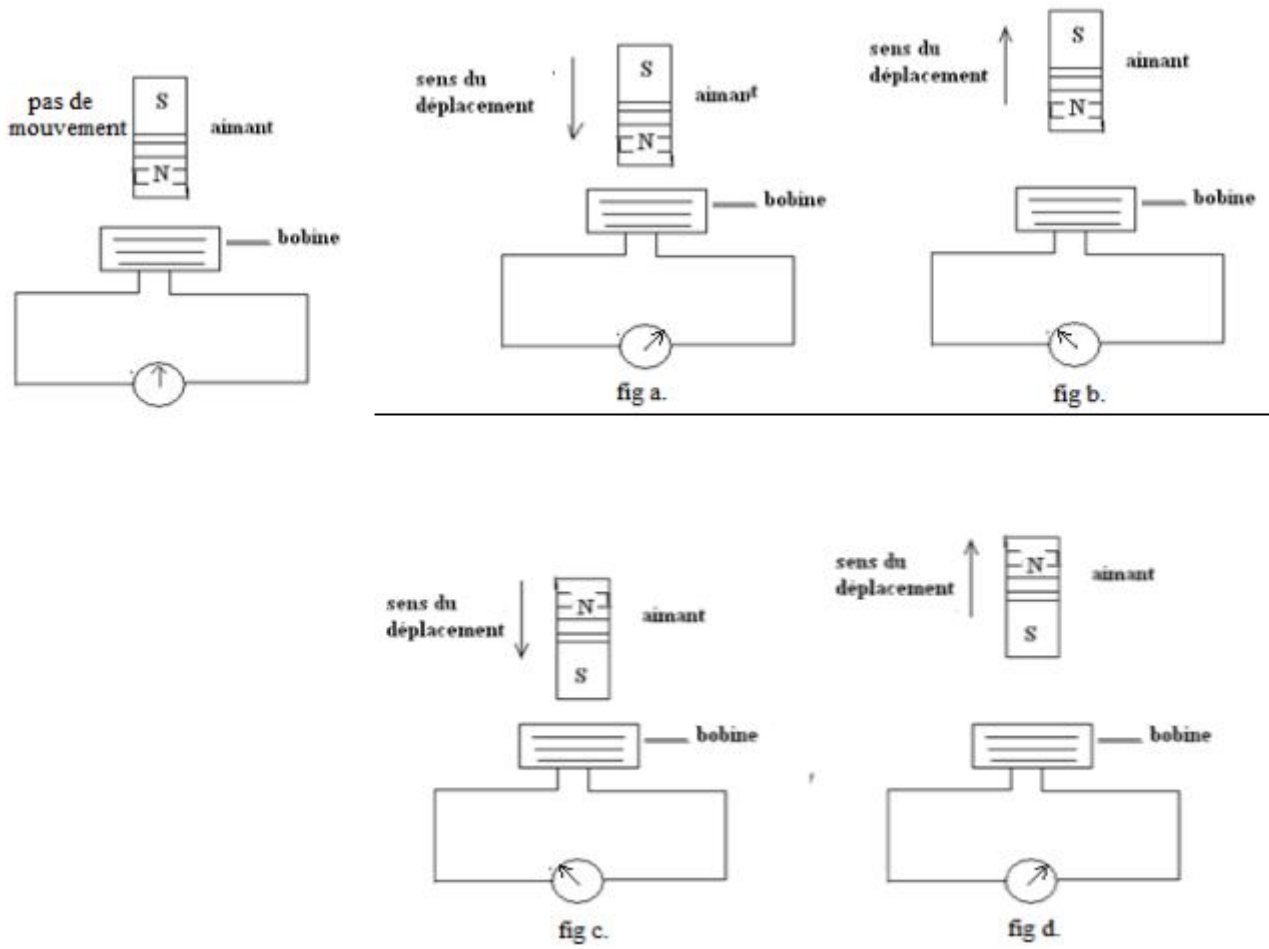 pas de
mouvement
S
N
aimant
bobine
sens du
déplacement
S
N
aimant
bobine
fig a.
sens du
déplacement
S
N
aimant
bobine
fig b.
sens du
déplacement
N
S
aimant
bobine
fig c.
sens du
déplacement
N
S
aimant
bobine
fig d.